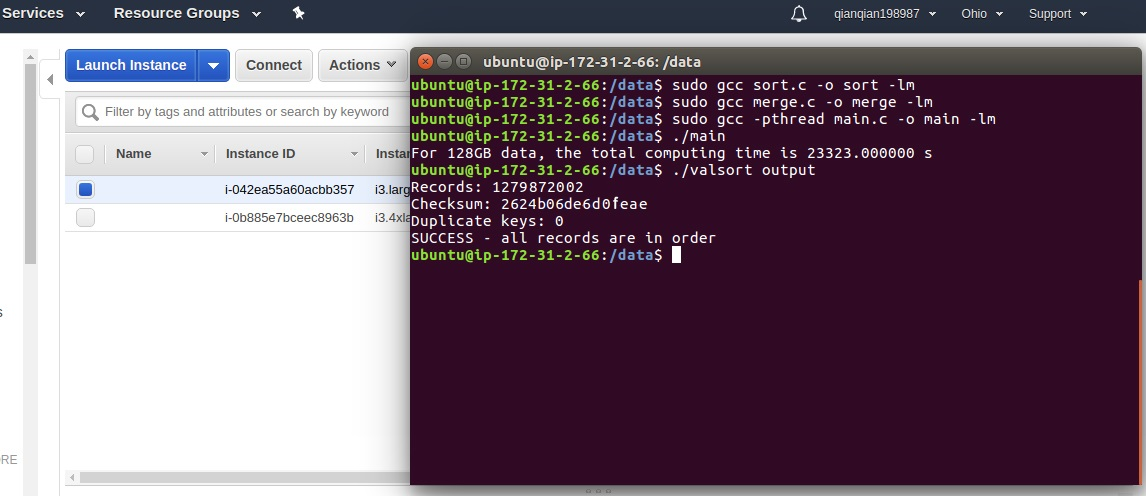 Services Resource Groups qianqian198987 Ohio Support
Launch Instance Connect Actions
Filter by tags and attributes or search by keyword
Name Instance ID
i-042ea55a60acbb357 i3.larg
i-0b885e7bceec8963b i3.4xla
ubuntu@ip-172-31-2-66: /data
ubuntu@ip-172-31-2-66:/data$ sudo gcc sort.c -o sort -lm
ubuntu@ip-172-31-2-66:/data$ sudo gcc merge.c -o merge -lm
ubuntu@ip-172-31-2-66:/data$ sudo gcc -pthread main.c -o main -lm
ubuntu@ip-172-31-2-66:/data$ ./main
For 128GB data, the total computing time is 23323.000000 s
ubuntu@ip-172-31-2-66:/data$ ./valsort output
Records: 1279872002
Checksum: 2624b06de6d0feae
Duplicate keys: 0
SUCCESS - all records are in order
ubuntu@ip-172-31-2-66:/data$